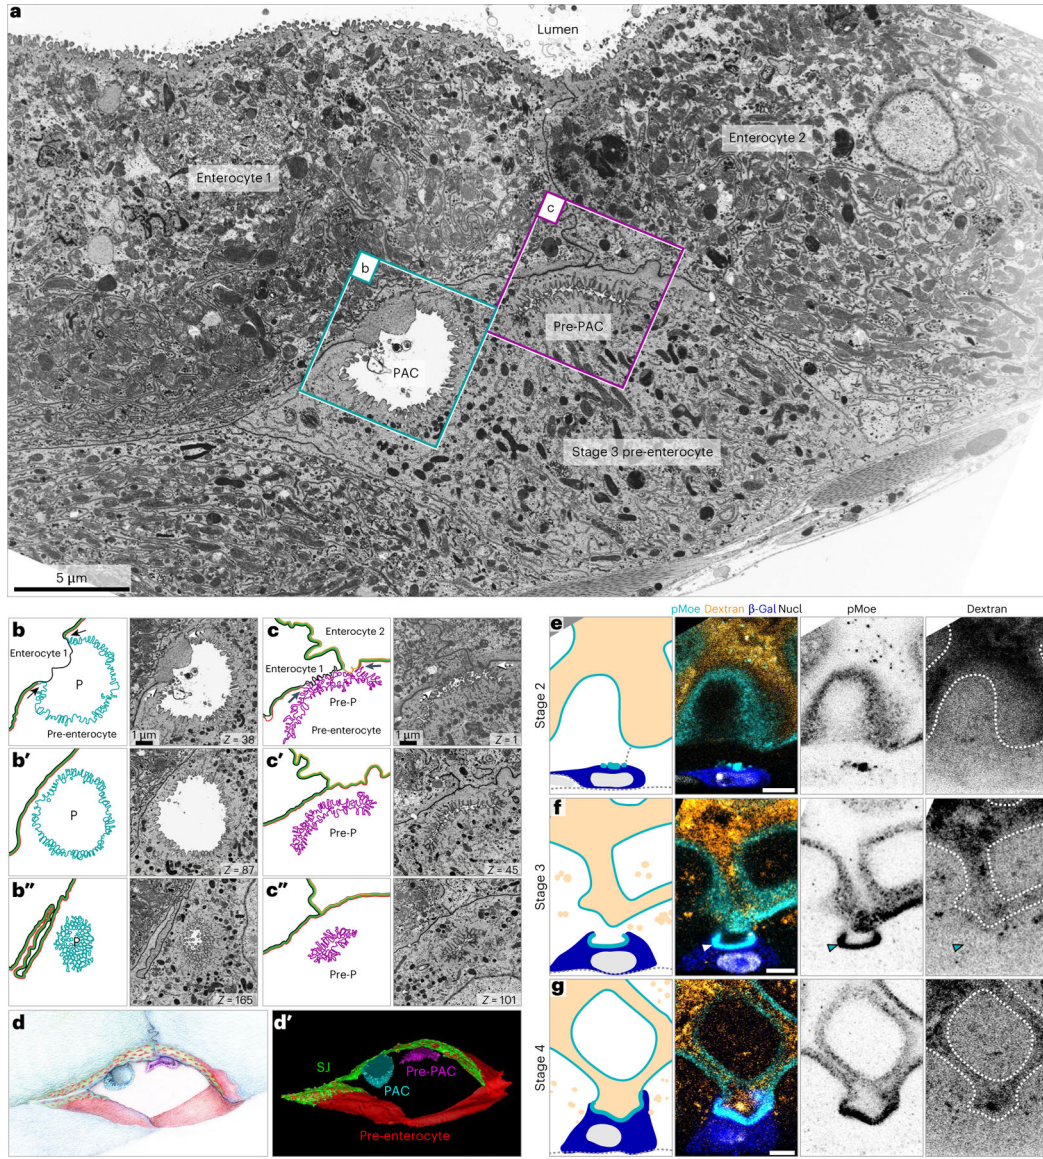 a
Lumen
Enterocyte 2
Enterocyte 1
c
b
Pre-PAC
PAC
Stage 3 pre-enterocyte
5 µm
b
Enterocyte 1
P
Pre-enterocyte
1 µm
Z = 38
c
Enterocyte 2
Enterocyte 1
Pre-P
Pre-enterocyte
1 µm
Z = 1
b′
P
Z = 87
c′
Pre-P
Z = 45
b″
P
Z = 165
c″
Pre-P
Z = 101
d
d′
SJ
Pre-PAC
PAC
Pre-enterocyte
pMoe Dextran β-Gal Nucl
pMoe
Dextran
e
Stage 2
f
Stage 3
g
Stage 4